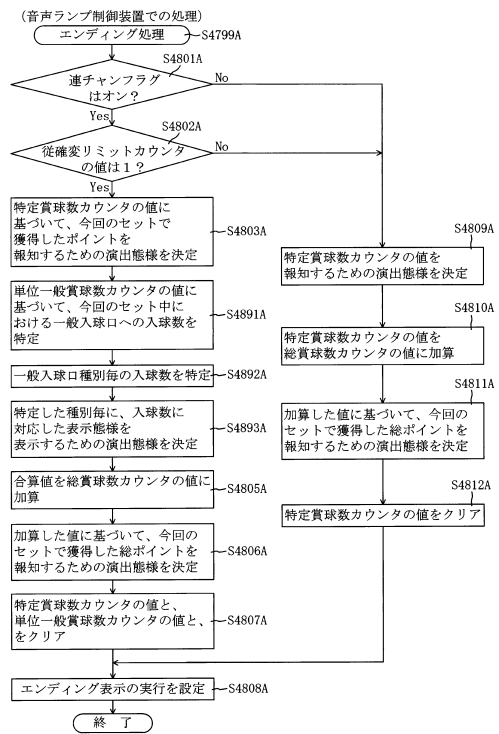 (音声ランプ制御装置での処理)
エンディング処理
S4799A
S4801A
連チャンフラグ
はオン?
No
Yes
S4802A
従確変リミットカウンタ
の値は1?
No
Yes
特定賞球数カウンタの値に
基づいて、今回のセットで
獲得したポイントを
報知するための演出態様を決定
S4803A
単位一般賞球数カウンタの値に
基づいて、今回のセット中に
おける一般入球口への入球数を
特定
S4891A
一般入球口種別毎の入球数を特定
S4892A
特定した種別毎に、入球数に
対応した表示態様を
表示するための演出態様を決定
S4893A
合算値を総賞球数カウンタの値に
加算
S4805A
加算した値に基づいて、今回の
セットで獲得した総ポイントを
報知するための演出態様を決定
S4806A
特定賞球数カウンタの値と、
単位一般賞球数カウンタの値と、
をクリア
S4807A
S4809A
特定賞球数カウンタの値を
報知するための演出態様を決定
S4810A
特定賞球数カウンタの値を
総賞球数カウンタの値に加算
S4811A
加算した値に基づいて、今回の
セットで獲得した総ポイントを
報知するための演出態様を決定
S4812A
特定賞球数カウンタの値をクリア
エンディング表示の実行を設定
S4808A
終 了